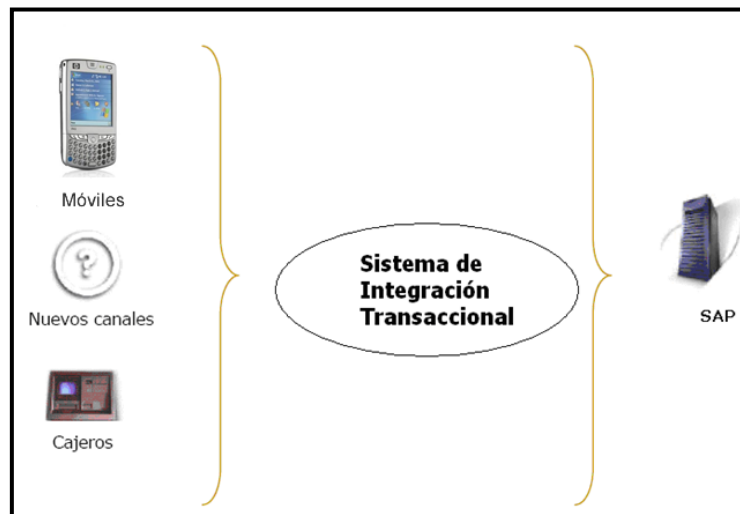 Móviles
Nuevos canales
Cajeros
Sistema de
Integración
Transaccional
SAP